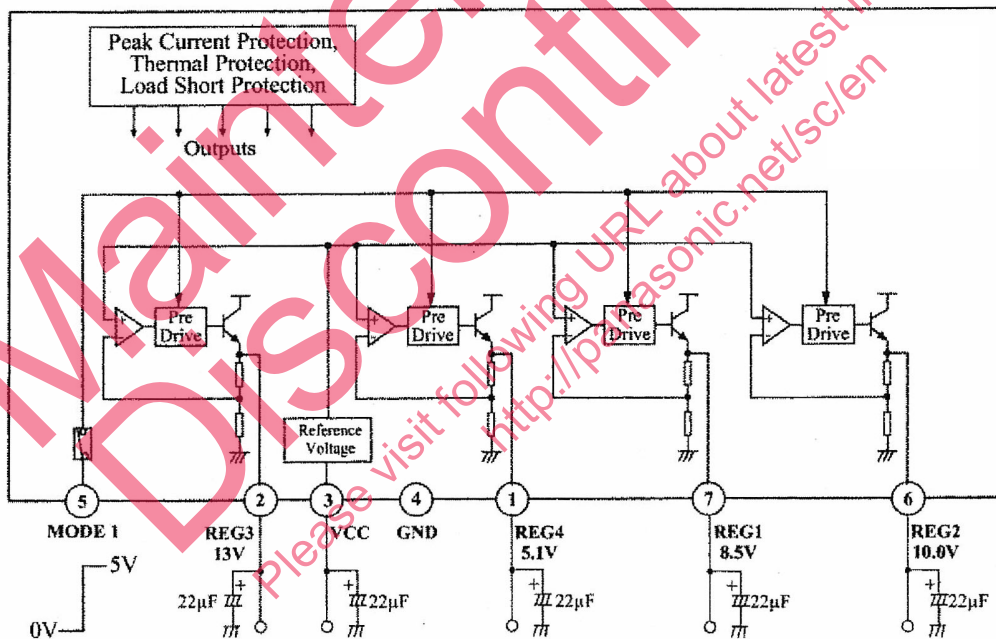 Peak Current Protection,
Thermal Protection,
Load Short Protection
Outputs
+
-
Pre
Drive
+
-
Pre
Drive
+
-
Pre
Drive
+
-
Pre
Drive
Reference
Voltage
5
2
3
4
1
7
6
MODE 1
REG3
13V
VCC
GND
REG4
5.1V
REG1
8.5V
REG2
10.0V
5V
0V
22µF
+
+
22µF
+
22µF
+
22µF
+
22µF
Please visit following URL about latest
http://panasonic.net/sc/en